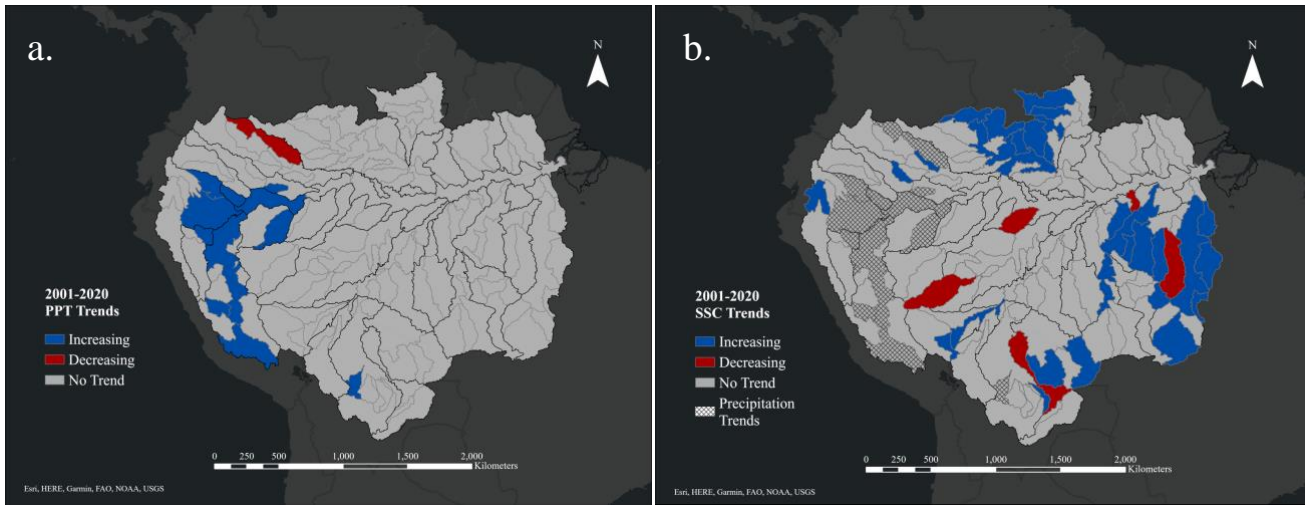 a.
N
2001-2020
PPT Trends
Increasing
Decreasing
No Trend
0 250 500 1,000 1,500 2,000
Kilometers
Esri, HERE, Garmin, FAO, NOAA, USGS
b.
N
2001-2020
SSC Trends
Increasing
Decreasing
No Trend
Precipitation
Trends
0 250 500 1,000 1,500 2,000
Kilometers
Esri, HERE, Garmin, FAO, NOAA, USGS